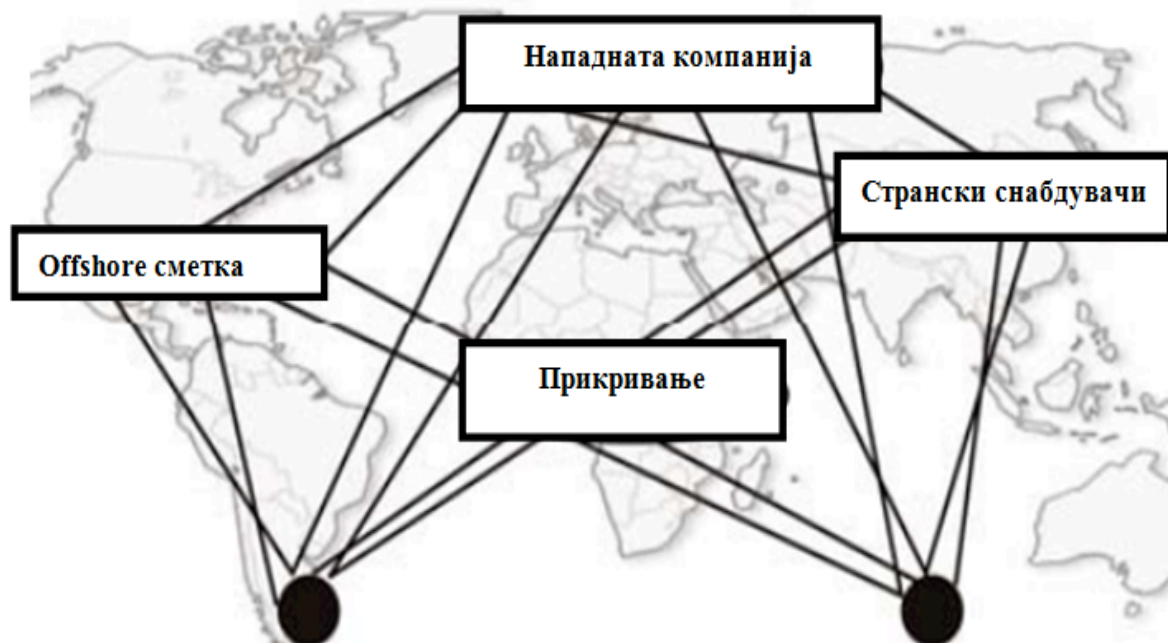 Нападната компанија
Странски снабдувачи
Offshore сметка
Прикривање